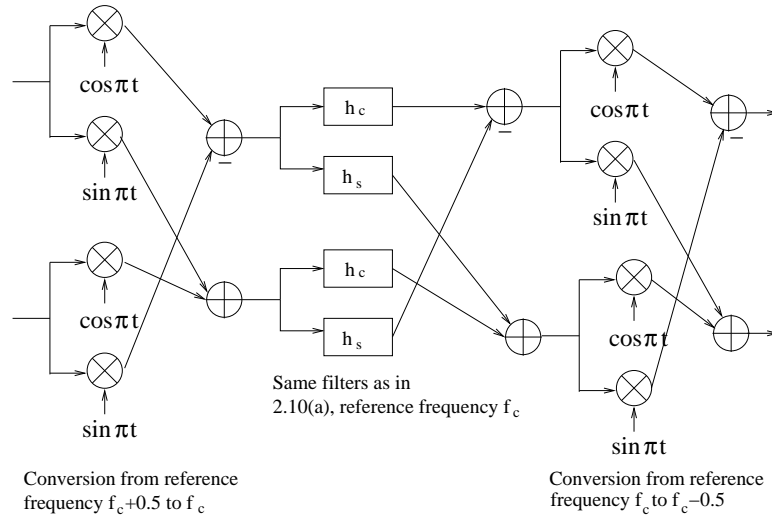 cosπt
sinπt
cosπt
sinπt
−
h c
h s
h c
h s
−
cosπt
sinπt
cosπt
sinπt
−
Same filters as in
2.10(a), reference frequency f c
Conversion from reference
frequency f c+0.5 to f c
Conversion from reference
frequency f c to f c−0.5